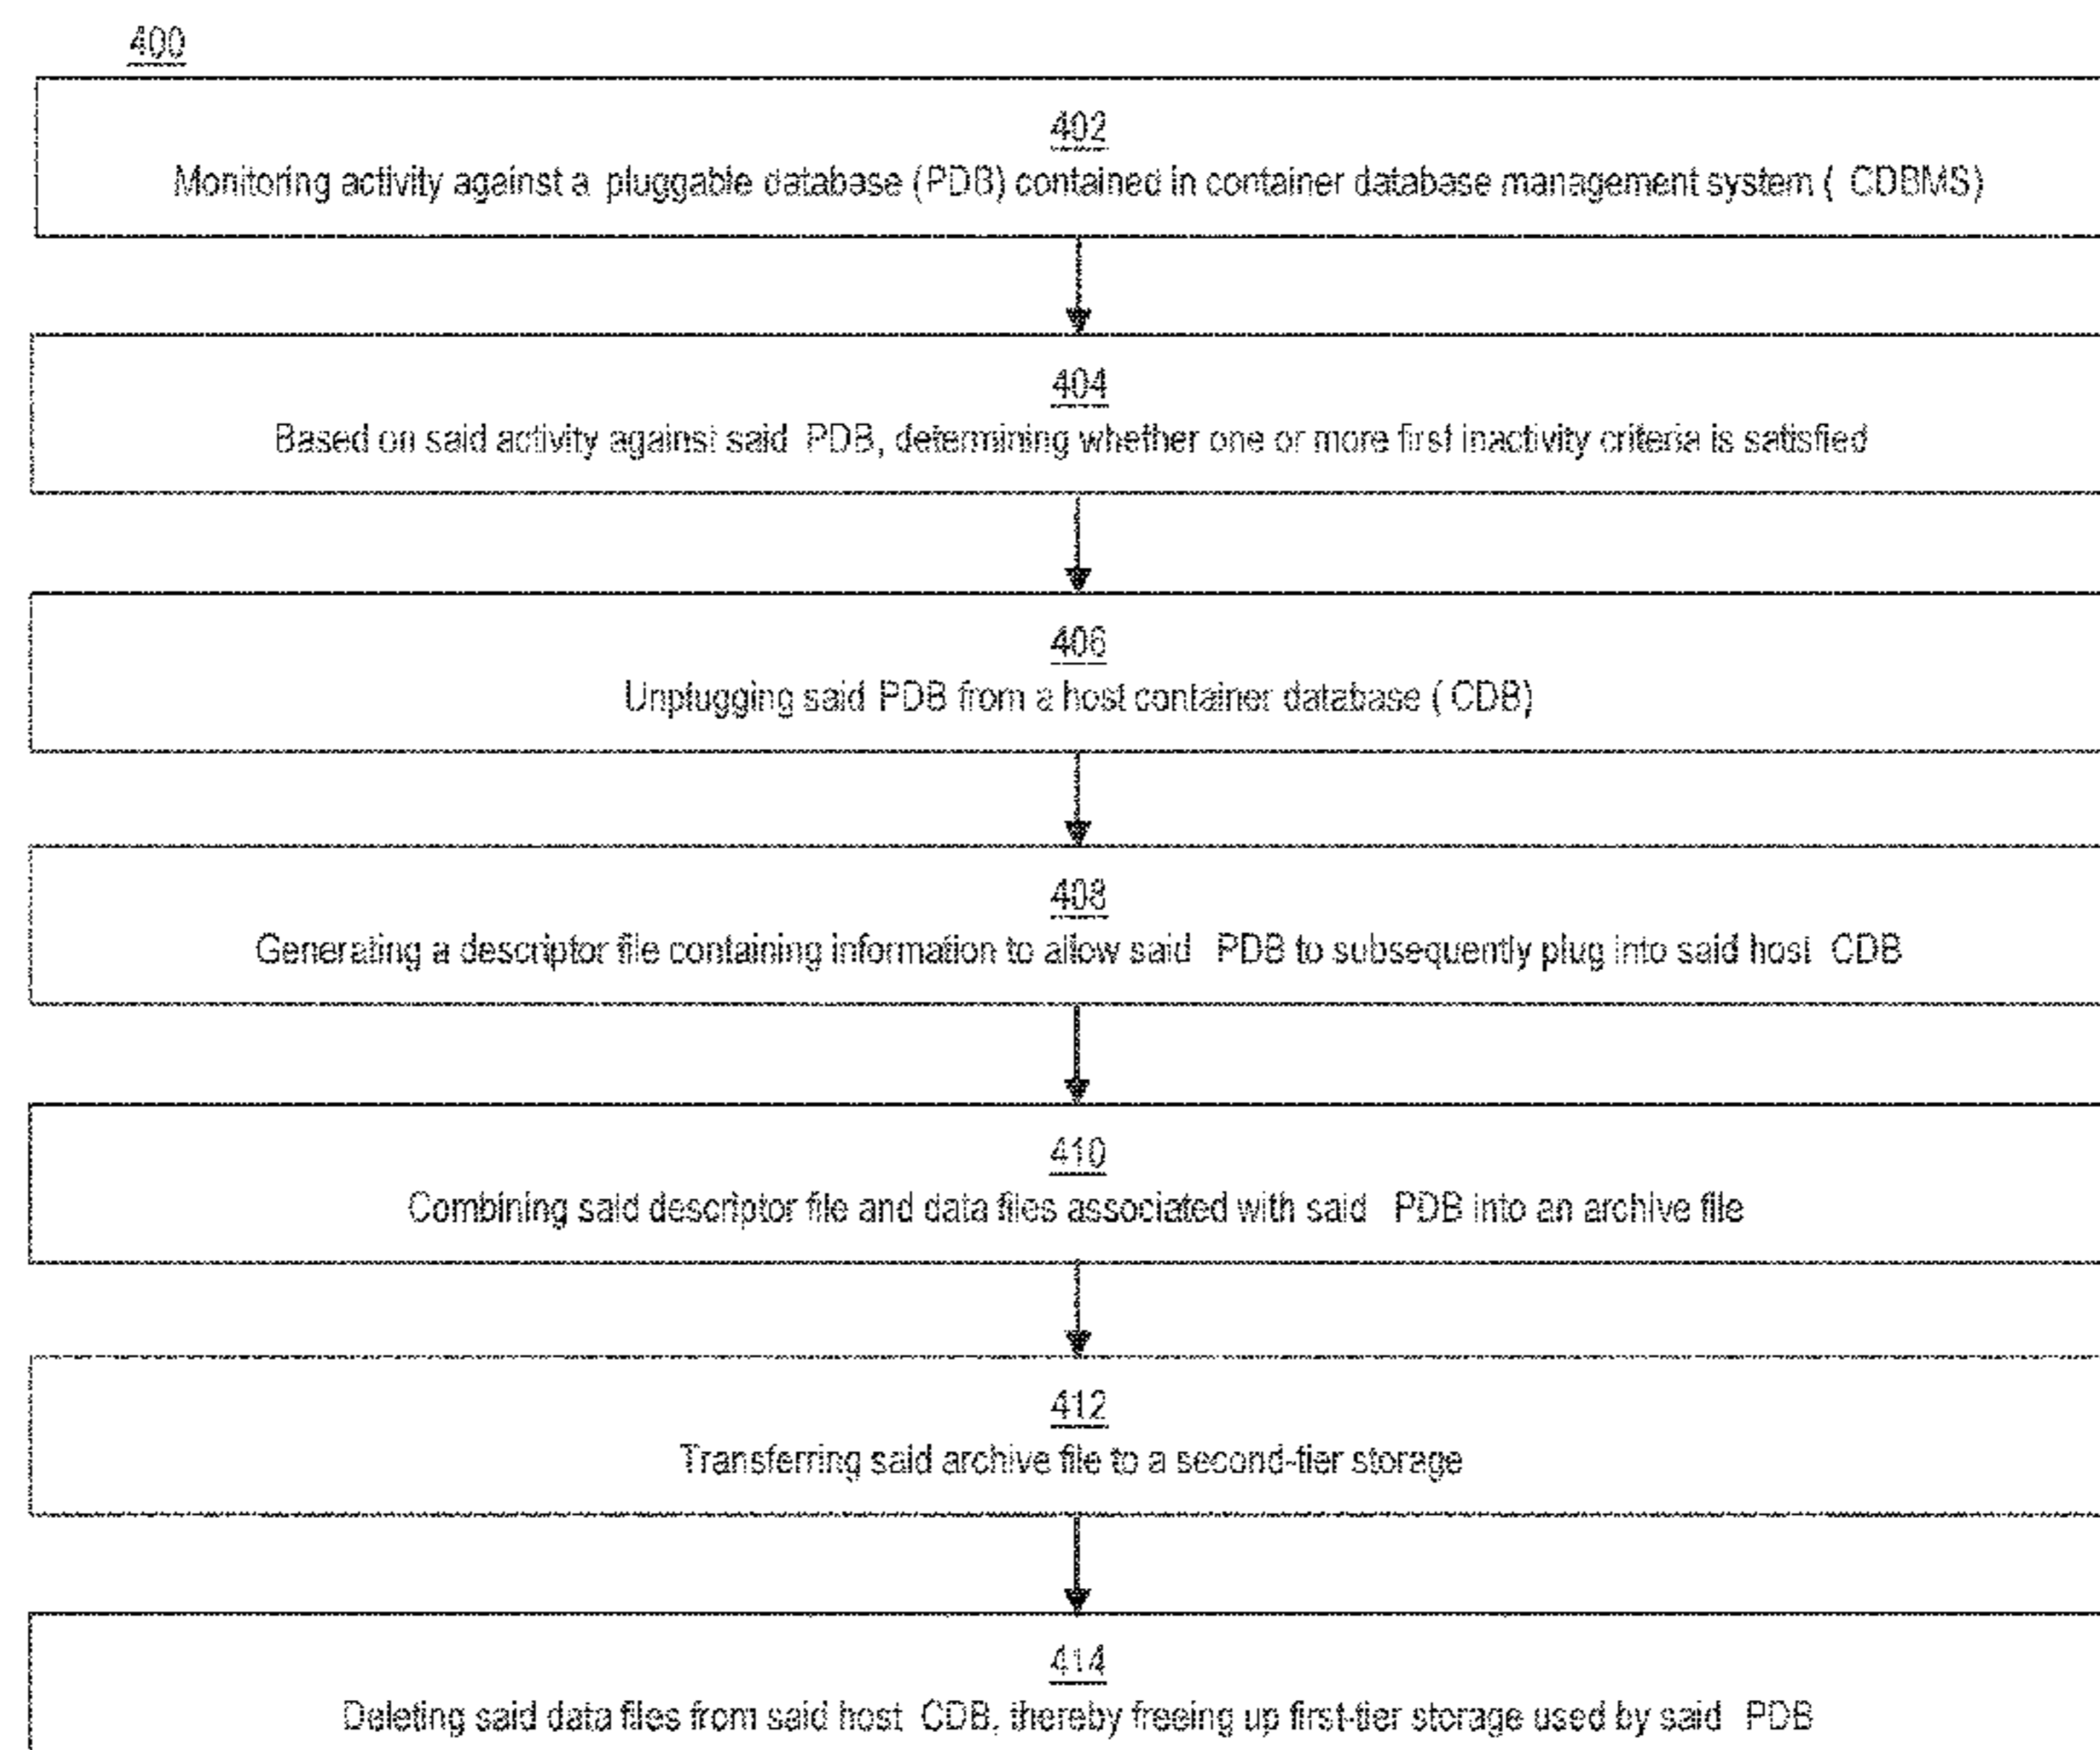 400
402
Monitoring activity against a pluggable database (PDB) contained in container database management system ( CDBMS)
404
Based on said activity against said PDB, determining whether one or more first inactivity criteria is satisfied
406
Unplugging said PDB from a host container database ( CDB)
408
Generating a descriptor file containing information to allow said PDB to subsequently plug into said host CDB
410
Combining said descriptor file and data files associated with said PDB into an archive file
412
Transferring said archive file to a second-tier storage
414
Deleting said data files from said host CDB, thereby freeing up first-tier storage used by said PDB